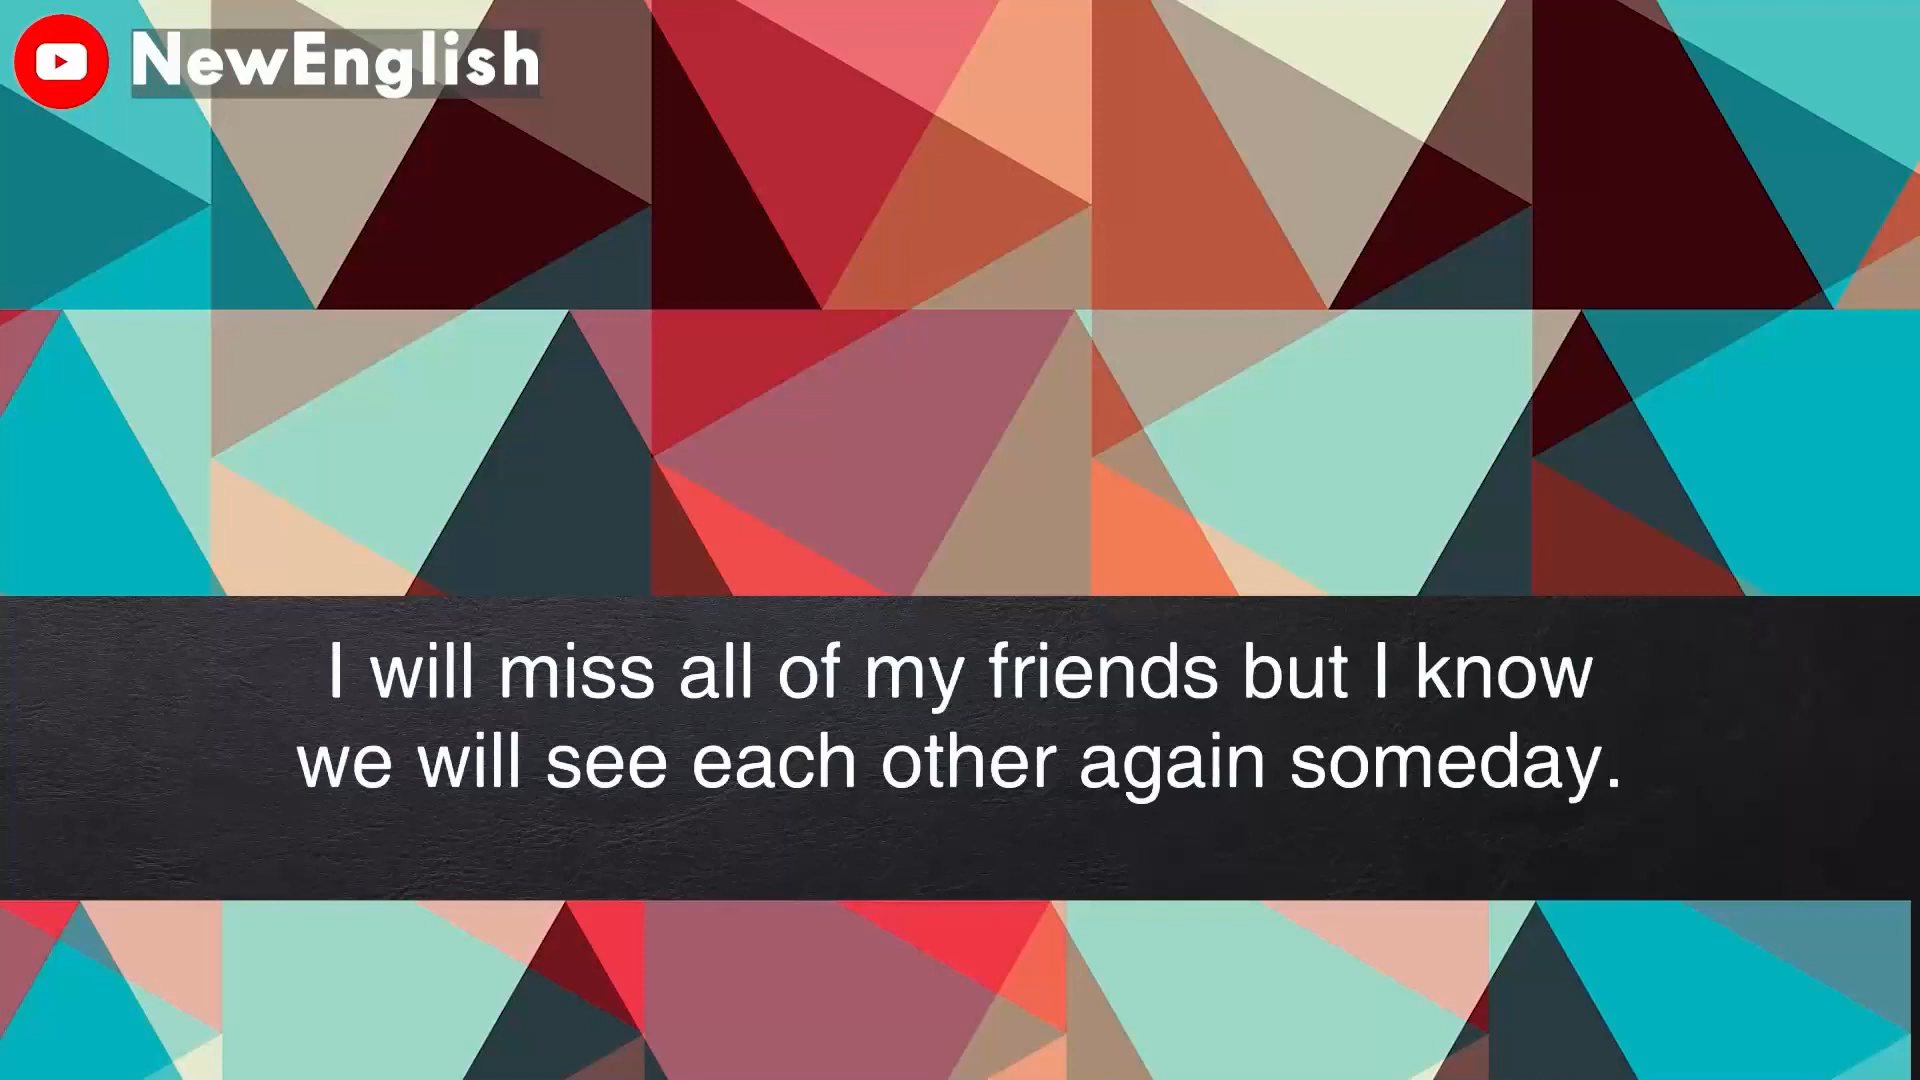 NewEnglish
I will miss all of my friends but I know
we will see each other again someday.